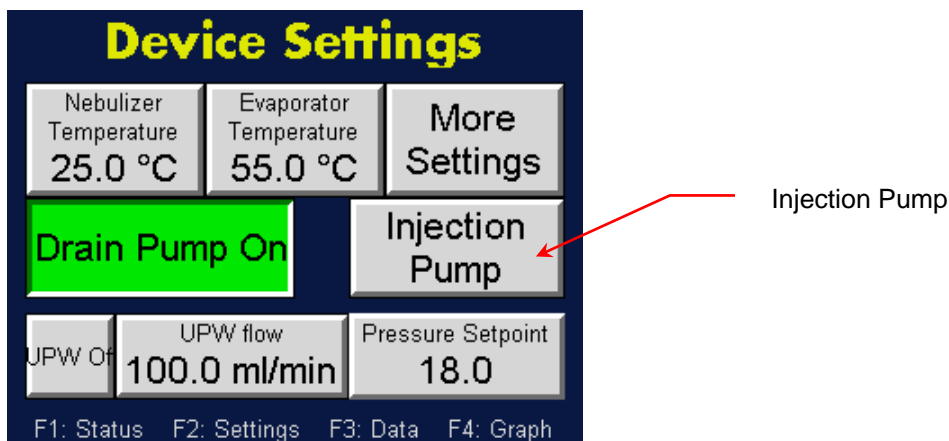 Device Settings
Nebulizer
Temperature
25.0 °C
Evaporator
Temperature
55.0 °C
More
Settings
Injection Pump
Drain Pump On
Injection
Pump
UPW Of
UPW flow
100.0 ml/min
Pressure Setpoint
18.0
F1: Status F2: Settings F3: Data F4: Graph